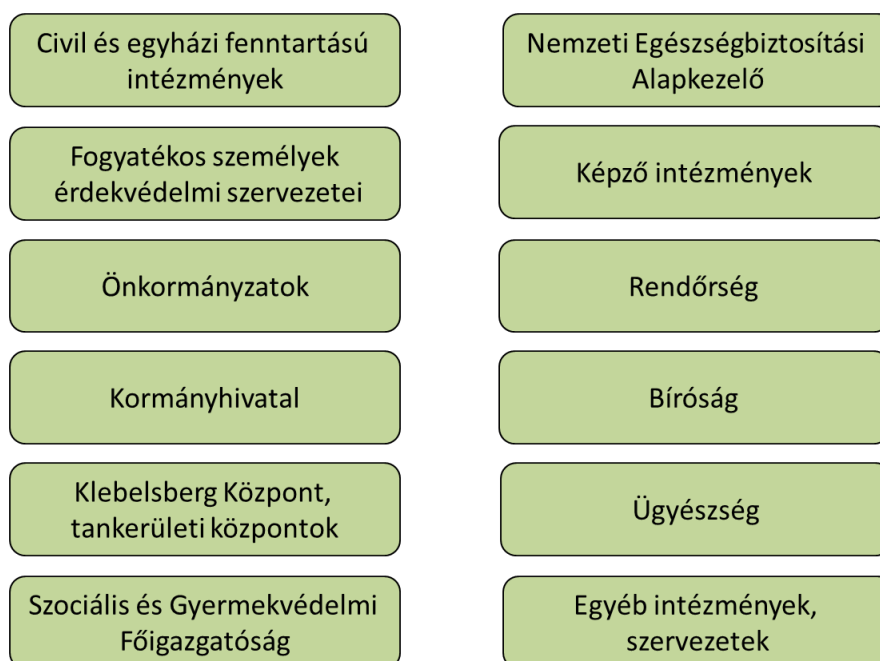 Civil és egyházi fenntartású
intézmények
Fogyatékos személyek
érdekvédelmi szervezetei
Önkormányzatok
Kormányhivatal
Klebelsberg Központ,
tankerületi központok
Szociális és Gyermekvédelmi
Főigazgatóság
Nemzeti Egészségbiztosítási
Alapkezelő
Képző intézmények
Rendőrség
Bíróság
Ügyészség
Egyéb intézmények,
szervezetek